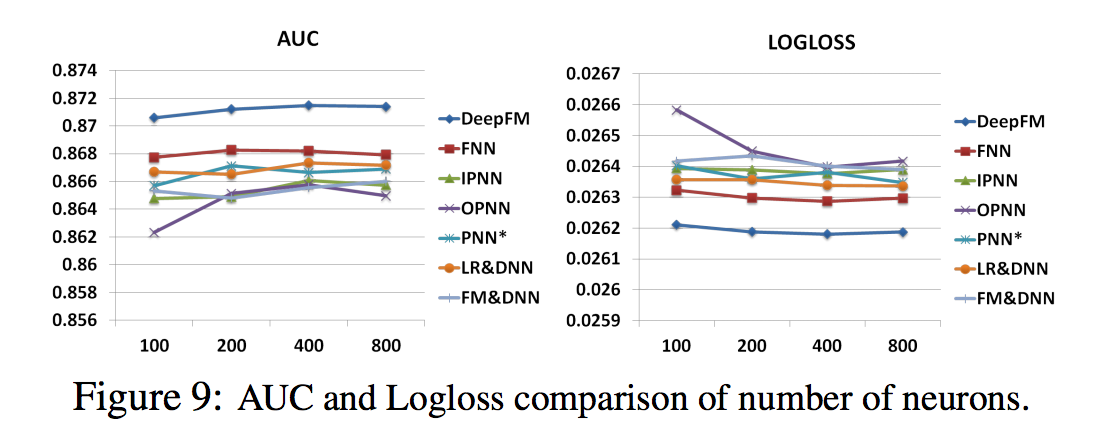 AUC
0.874
0.872
0.87
0.868
0.866
0.864
0.862
0.86
0.858
0.856
100 200 400 800
DeepFM
FNN
IPNN
OPNN
PNN*
LR&DNN
FM&DNN
LOGLOSS
0.0267
0.0266
0.0265
0.0264
0.0263
0.0262
0.0261
0.026
0.0259
100 200 400 800
DeepFM
FNN
IPNN
OPNN
PNN*
LR&DNN
FM&DNN
Figure 9: AUC and Logloss comparison of number of neurons.